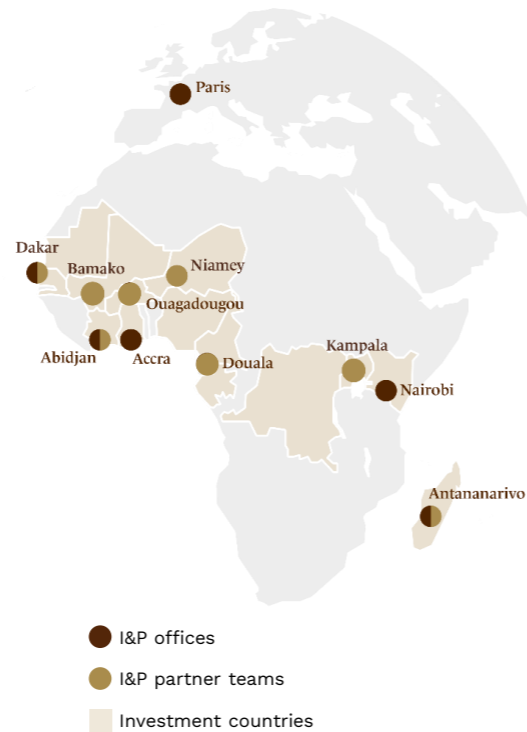 Paris
Dakar
Bamako
Niamey
Ouagadougou
Abidjan
Accra
Douala
Kampala
Nairobi
Antananarivo
I&P offices
I&P partner teams
Investment countries